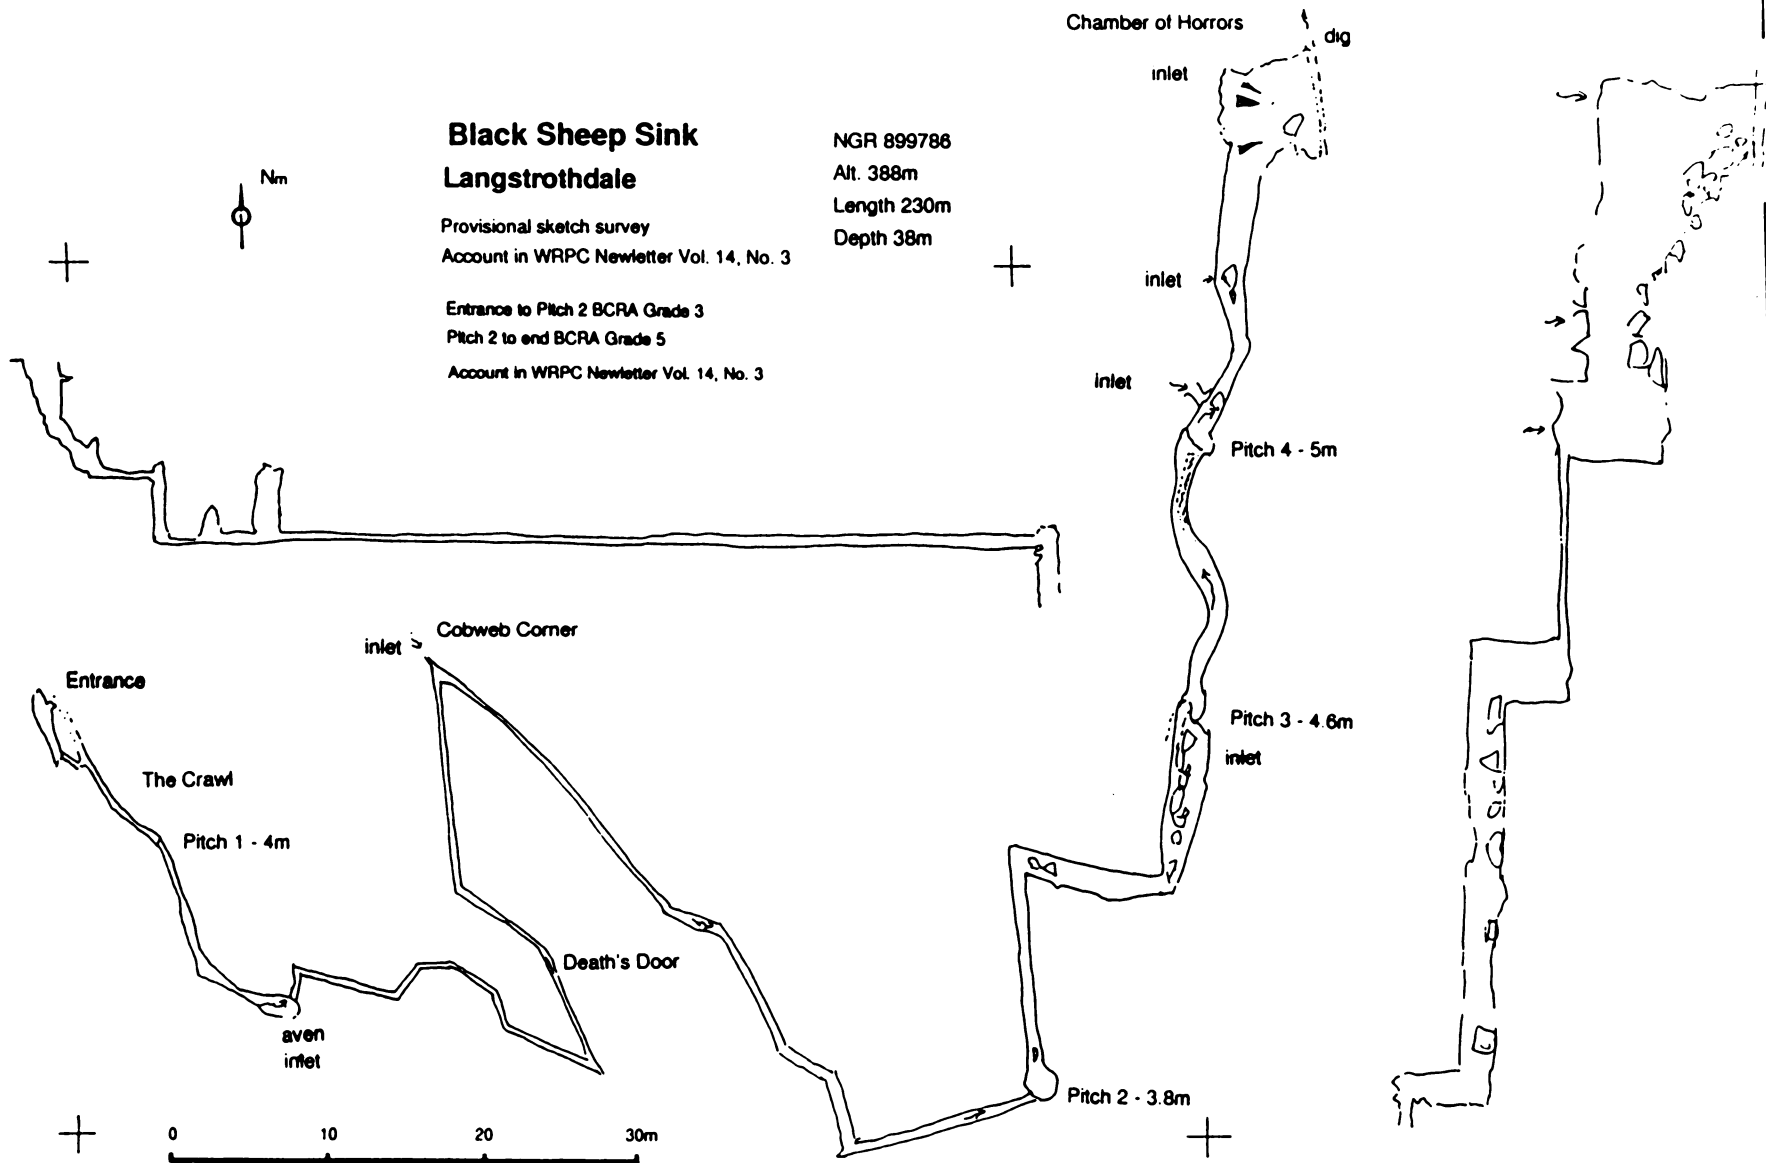 Chamber of Horrors
dig
inlet
Black Sheep Sink
Langstrothdale
Provisional sketch survey
Account in WRPC Newletter Vol. 14, No. 3
Entrance to Pitch 2 BCRA Grade 3
Pitch 2 to end BCRA Grade 5
Account in WRPC Newletter Vol. 14, No. 3
NGR 899786
Alt. 388m
Length 230m
Depth 38m
Nm
inlet
inlet
Pitch 4 - 5m
inlet
Cobweb Corner
Entrance
The Crawl
Pitch 1 - 4m
Pitch 3 - 4.6m
inlet
Death's Door
aven
inlet
Pitch 2 - 3.8m
0 10 20 30m